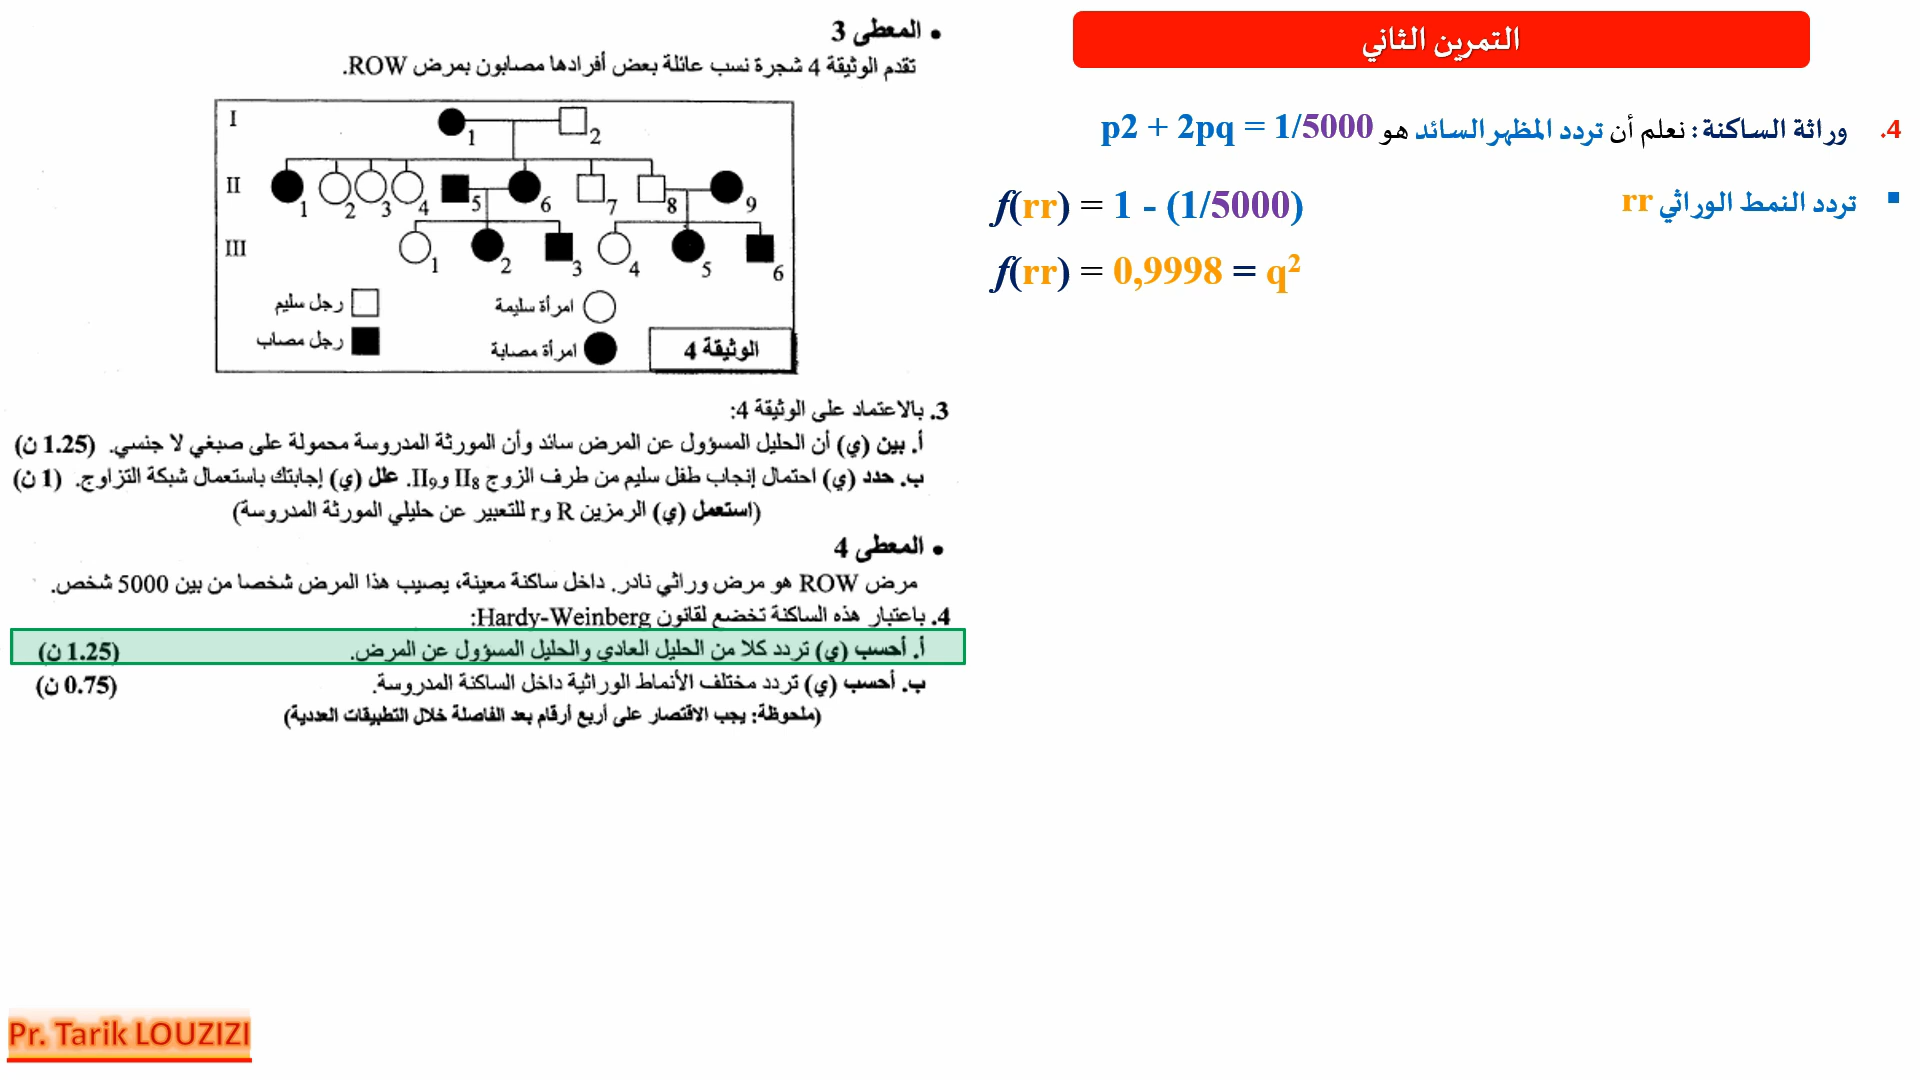 التمرين الثاني
4. وراثة الساكنة : نعلم أن تردد المظهر السائد هو p2 + 2pq = 1/5000
▪ تردد النمط الوراثي rr
f(rr) = 1 - (1/5000)
f(rr) = 0,9998 = q²
• المعطى 3
تقدم الوثيقة 4 شجرة نسب عائلة بعض أفرادها مصابون بمرض ROW.
I
1 2
II
1 2 3 4 5 6 7 8 9
III
1 2 3 4 5 6
امرأة سليمة رجل سليم
امرأة مصابة رجل مصاب
الوثيقة 4
3. بالاعتماد على الوثيقة 4:
أ. بين (ي) أن الحليل المسؤول عن المرض سائد وأن المورثة المدروسة محمولة على صبغي لا جنسي. (1.25 ن)
ب. حدد (ي) احتمال إنجاب طفل سليم من طرف الزوج II₈ وII₉. علل (ي) إجابتك باستعمال شبكة التزاوج. (1 ن)
(استعمل (ي) الرمزين R وr للتعبير عن حليلي المورثة المدروسة)
• المعطى 4
مرض ROW هو مرض وراثي نادر. داخل ساكنة معينة، يصيب هذا المرض شخصا من بين 5000 شخص.
4. باعتبار هذه الساكنة تخضع لقانون Hardy-Weinberg:
أ. أحسب (ي) تردد كلا من الحليل العادي والحليل المسؤول عن المرض. (1.25 ن)
ب. أحسب (ي) تردد مختلف الأنماط الوراثية داخل الساكنة المدروسة. (0.75 ن)
(ملحوظة: يجب الاقتصار على أربع أرقام بعد الفاصلة خلال التطبيقات العددية)
Pr. Tarik LOUZIZI